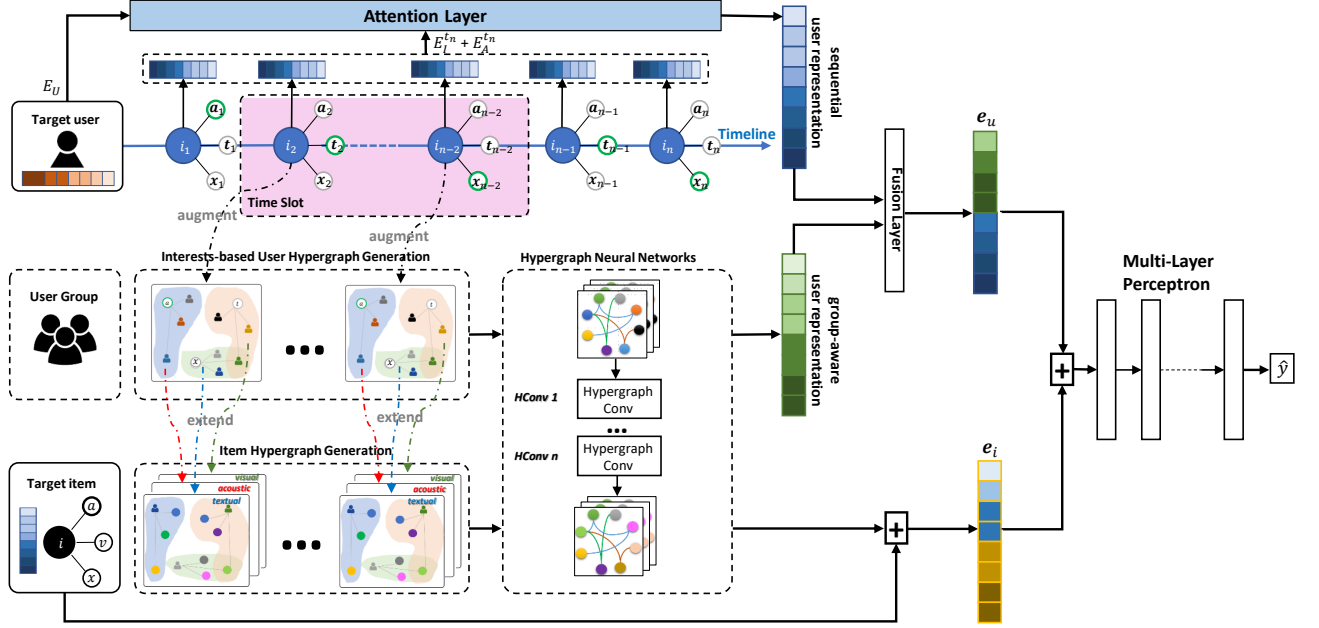 Attention Layer
E_I^{t_n} + E_A^{t_n}
E_U
sequential
user representation
Target user
a_1
a_2
a_{n-2}
a_{n-1}
a_n
i_1
t_1
i_2
t_2
i_{n-2}
t_{n-2}
i_{n-1}
t_{n-1}
i_n
t_n
Timeline
x_1
x_2
x_{n-2}
x_{n-1}
x_n
Time Slot
e_u
Fusion Layer
augment
augment
Interests-based User Hypergraph Generation
Hypergraph Neural Networks
User Group
a
t
x
a
t
x
group-aware
user representation
Multi-Layer
Perceptron
+
ŷ
HConv 1
Hypergraph
Conv
HConv n
Hypergraph
Conv
extend
extend
Item Hypergraph Generation
Target item
a
i
v
x
visual
acoustic
textual
visual
acoustic
textual
e_i
+